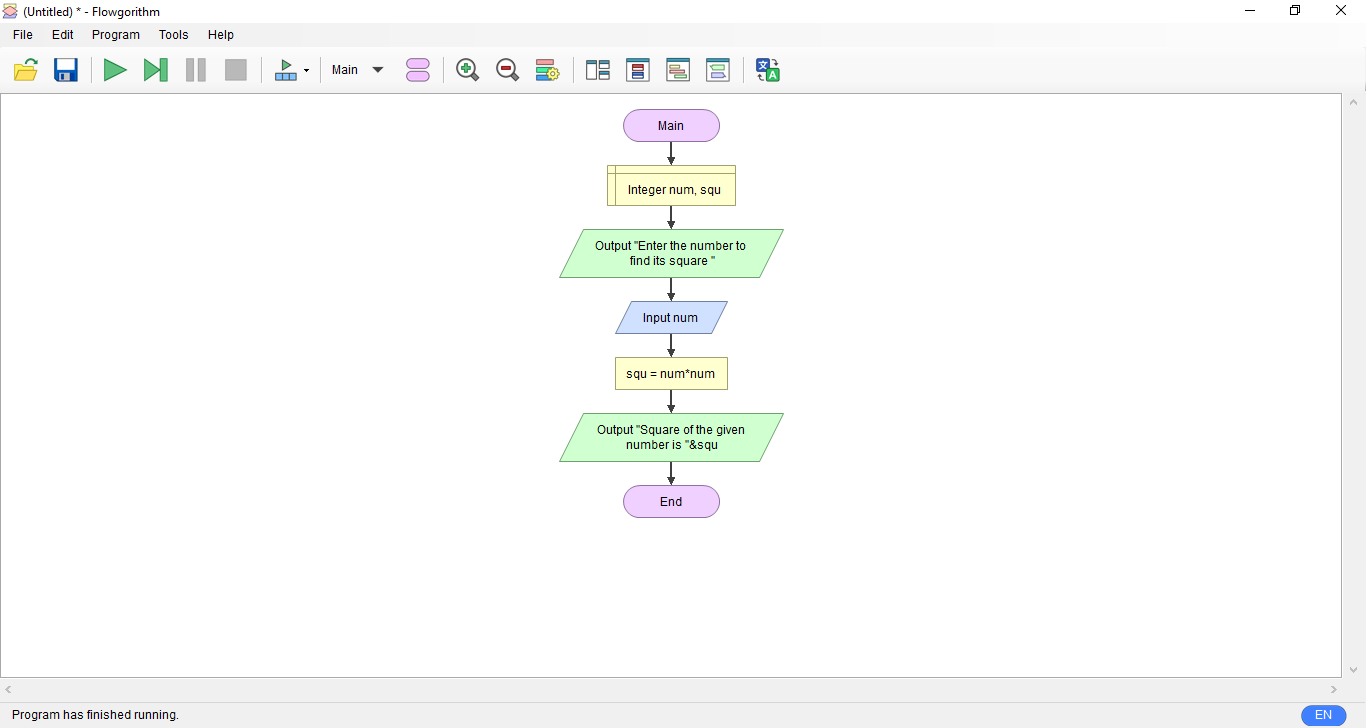 (Untitled) * - Flowgorithm
File Edit Program Tools Help
Main
Main
Integer num, squ
Output "Enter the number to
find its square "
Input num
squ = num*num
Output "Square of the given
number is "&squ
End
Program has finished running.
EN